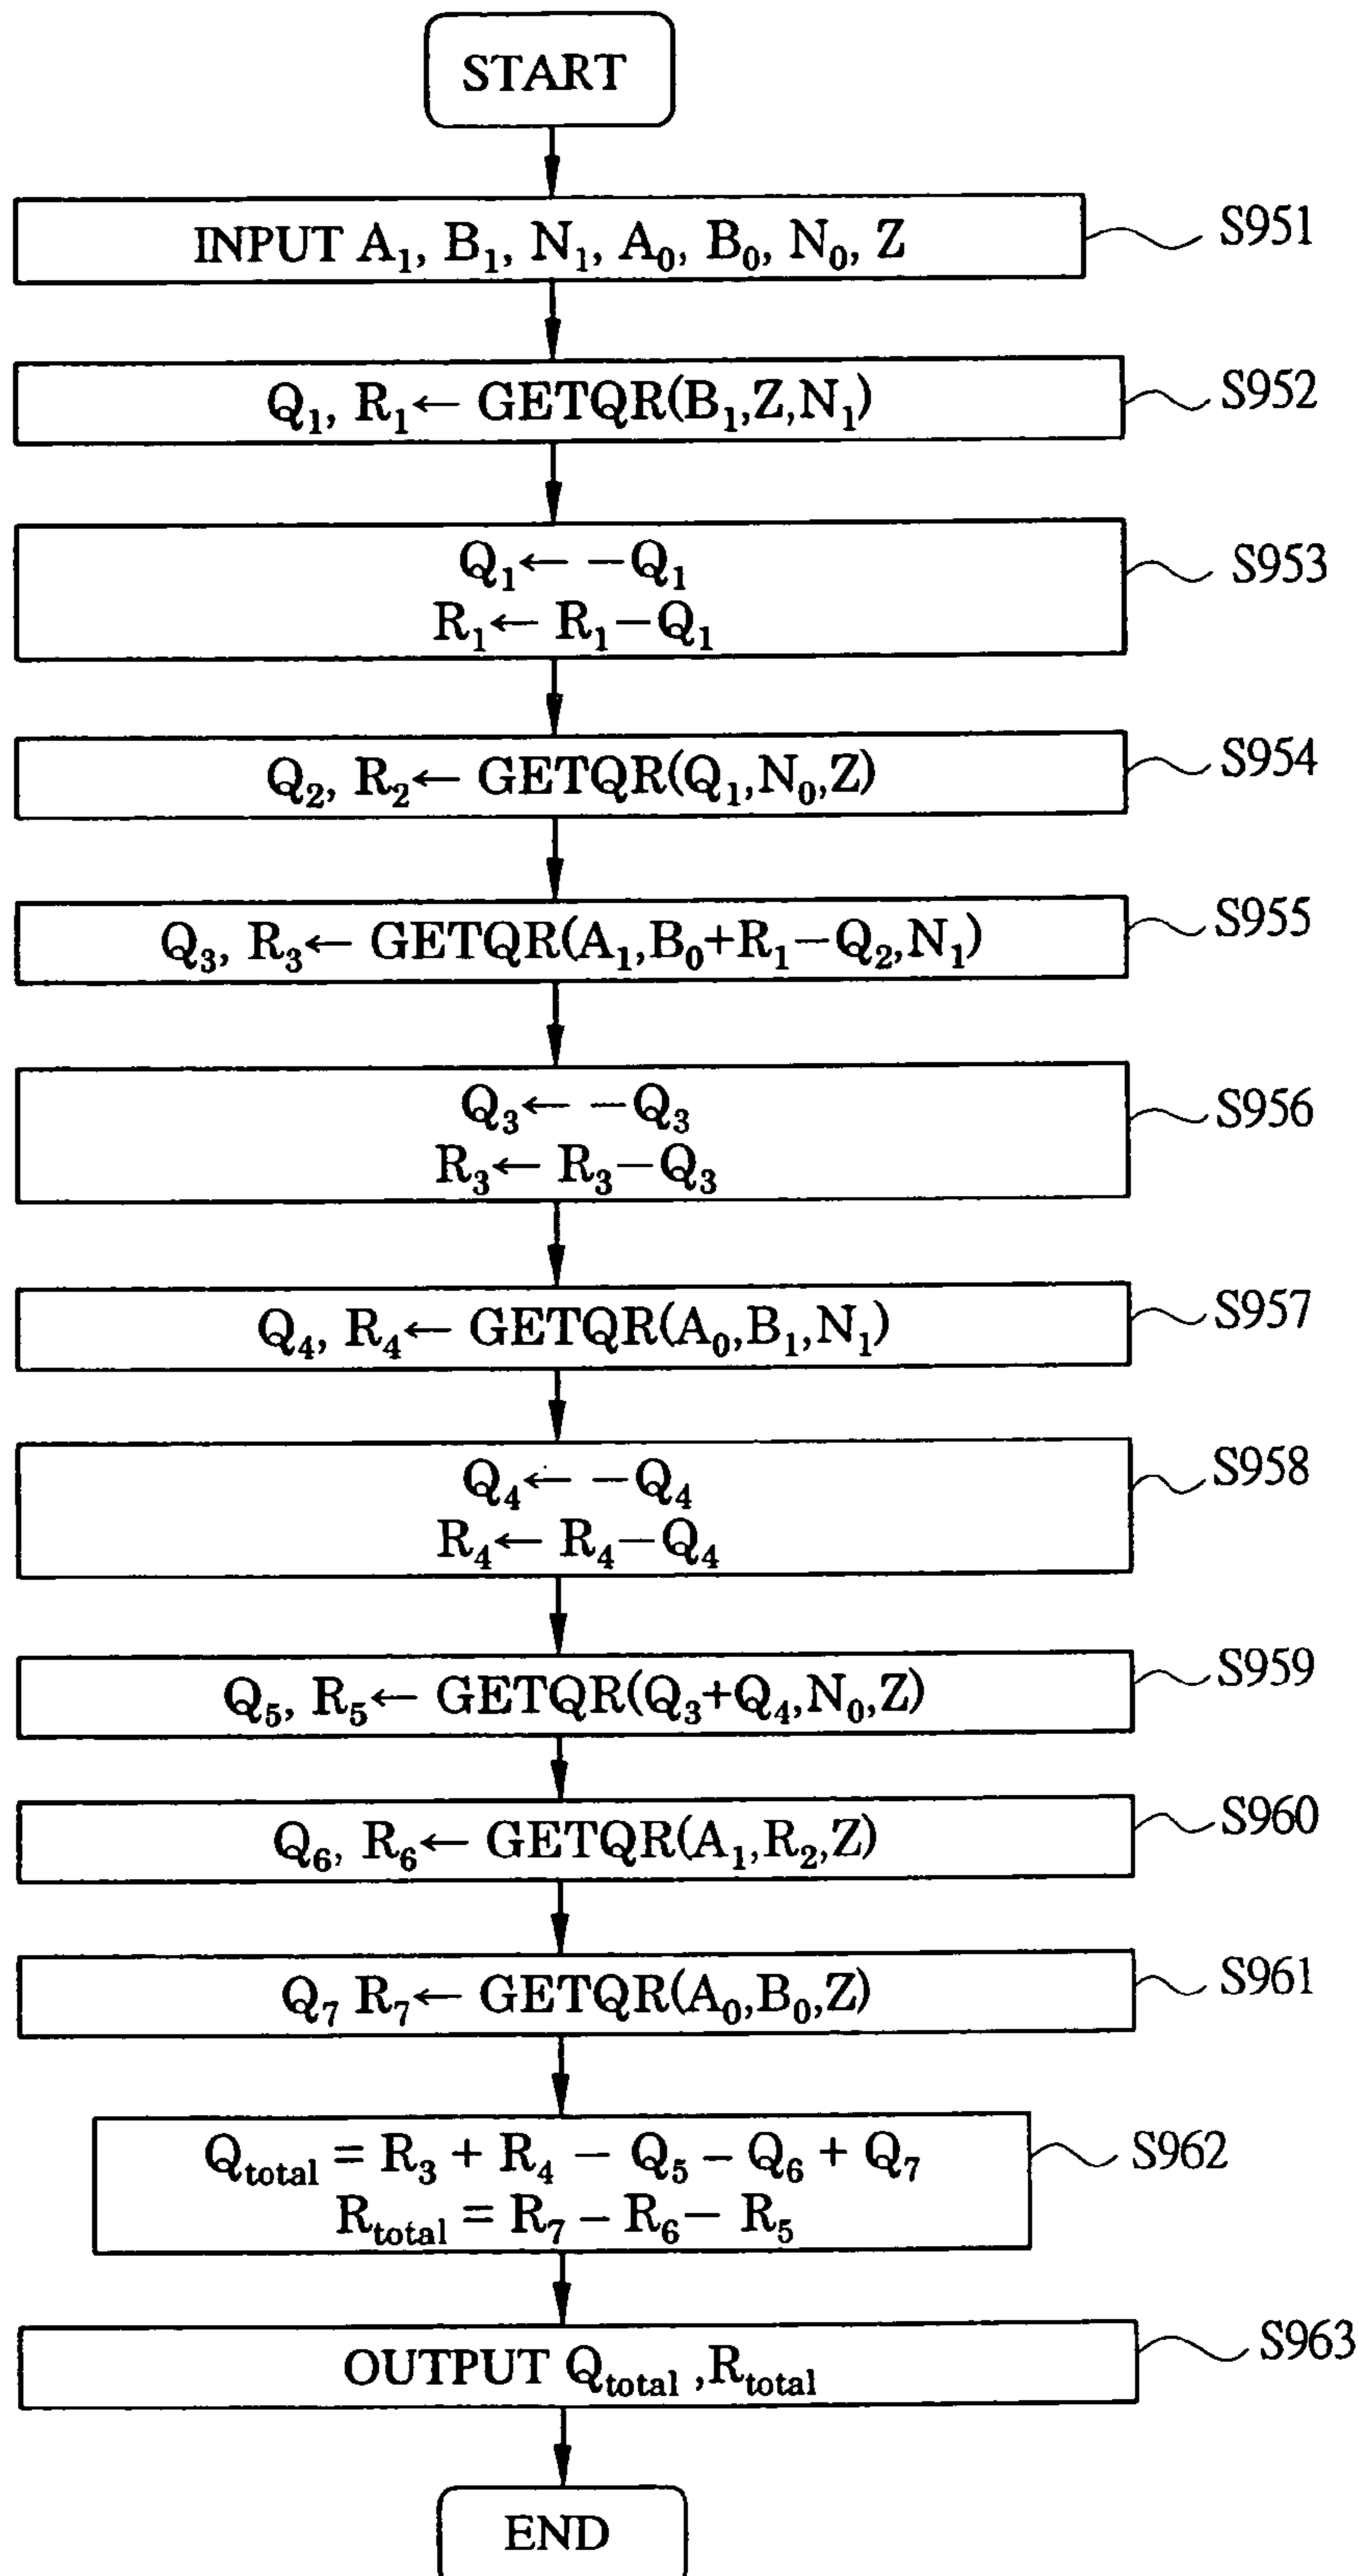 START
INPUT A₁, B₁, N₁, A₀, B₀, N₀, Z
S951
Q₁, R₁← GETQR(B₁,Z,N₁)
S952
Q₁← −Q₁
R₁← R₁−Q₁
S953
Q₂, R₂← GETQR(Q₁,N₀,Z)
S954
Q₃, R₃← GETQR(A₁,B₀+R₁−Q₂,N₁)
S955
Q₃← −Q₃
R₃← R₃−Q₃
S956
Q₄, R₄← GETQR(A₀,B₁,N₁)
S957
Q₄← −Q₄
R₄← R₄−Q₄
S958
Q₅, R₅← GETQR(Q₃+Q₄,N₀,Z)
S959
Q₆, R₆← GETQR(A₁,R₂,Z)
S960
Q₇ R₇← GETQR(A₀,B₀,Z)
S961
Qtotal = R₃ + R₄ − Q₅ − Q₆ + Q₇
Rtotal = R₇ − R₆ − R₅
S962
OUTPUT Qtotal ,Rtotal
S963
END